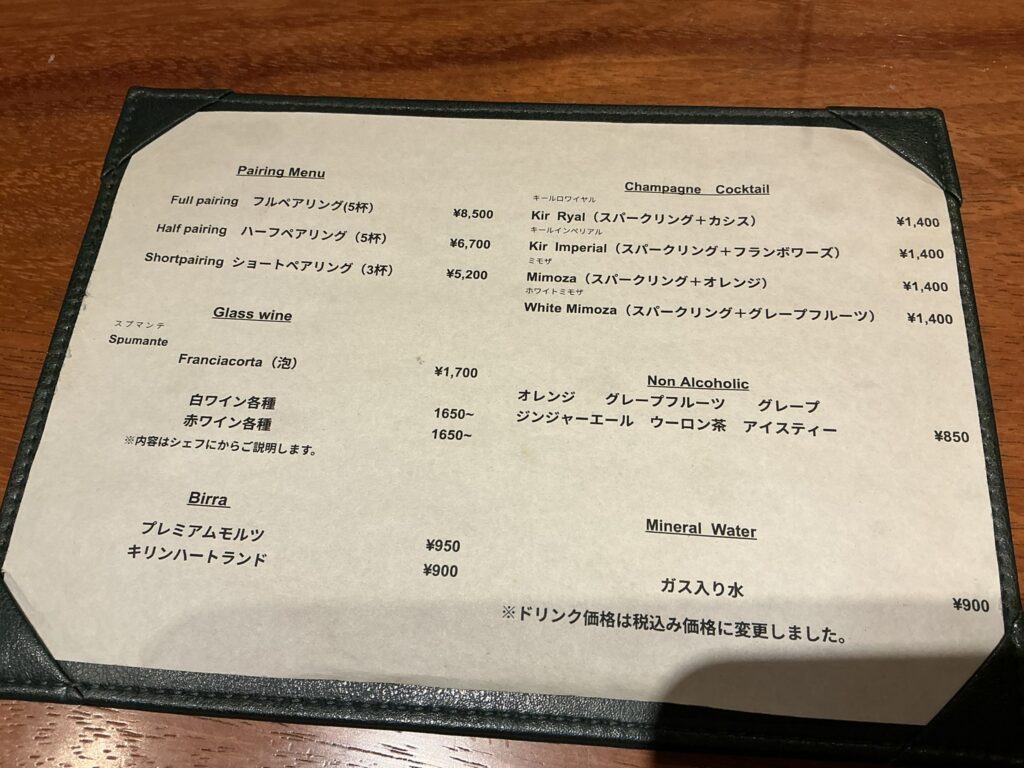 Pairing Menu
Full pairing フルペアリング(5杯) ¥8,500
Half pairing ハーフペアリング（5杯） ¥6,700
Shortpairing ショートペアリング（3杯） ¥5,200
Glass wine
スプマンテ
Spumante
Franciacorta（泡） ¥1,700
白ワイン各種 1650~
赤ワイン各種 1650~
※内容はシェフにからご説明します。
Birra
プレミアムモルツ ¥950
キリンハートランド ¥900
Champagne Cocktail
キールロワイヤル
Kir Ryal（スパークリング＋カシス） ¥1,400
キールインペリアル
Kir Imperial（スパークリング＋フランボワーズ） ¥1,400
ミモザ
Mimoza（スパークリング＋オレンジ） ¥1,400
ホワイトミモザ
White Mimoza（スパークリング＋グレープフルーツ） ¥1,400
Non Alcoholic
オレンジ グレープフルーツ グレープ
ジンジャーエール ウーロン茶 アイスティー ¥850
Mineral Water
ガス入り水 ¥900
※ドリンク価格は税込み価格に変更しました。